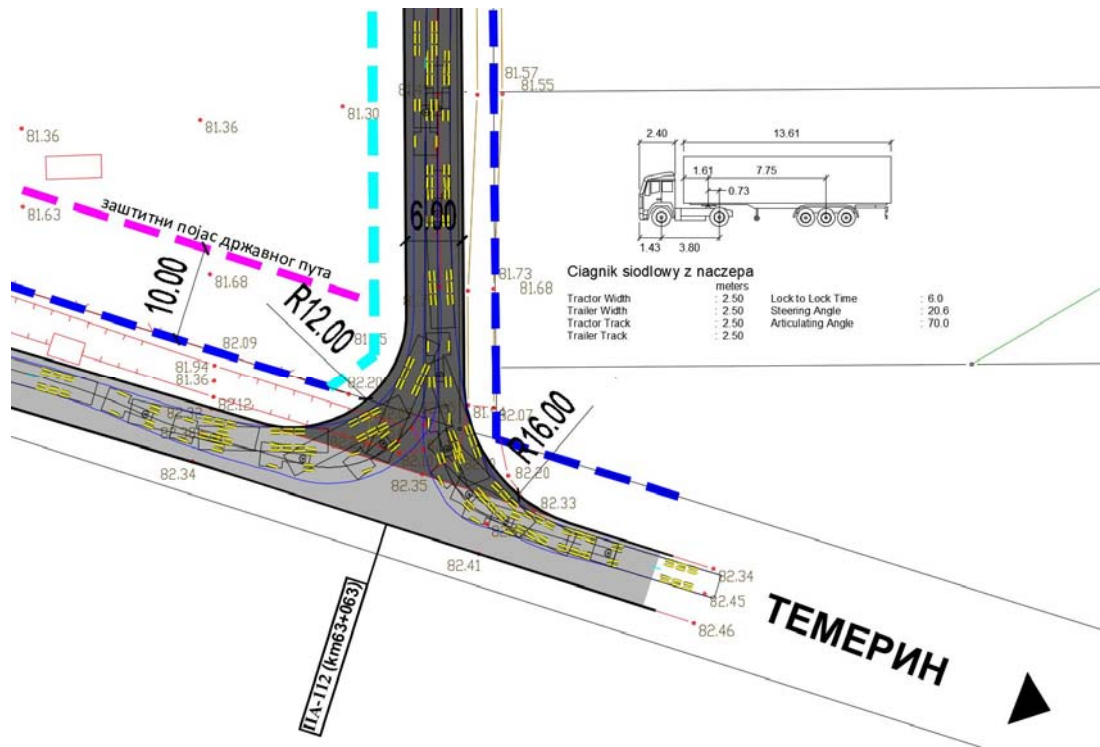 81.57
81.55
81.30
81.36
81.36
2.40
13.61
1.61
7.75
0.73
1.43
3.80
заштитни појас државног пута
81.63
6.00
81.68
10.00
R12.00
81.73
81.68
Ciagnik siodlowy z naczepa
meters
Tractor Width : 2.50 Lock to Lock Time : 6.0
Trailer Width : 2.50 Steering Angle : 20.6
Tractor Track : 2.50 Articulating Angle : 70.0
Trailer Track : 2.50
82.09
81.94
81.36
82.12
82.20
82.07
R16.00
82.34
82.35
82.20
82.33
82.41
82.34
82.45
82.46
IIA-112 (km63+063)
ТЕМЕРИН